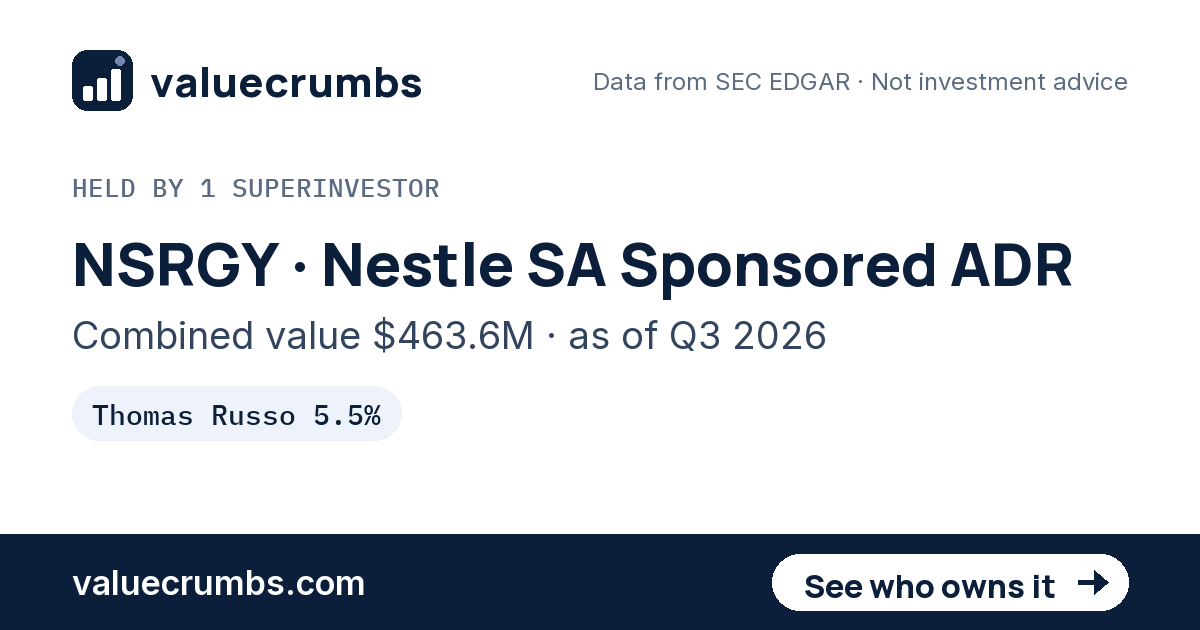 valuecrumbs
Data from SEC EDGAR · Not investment advice
HELD BY 1 SUPERINVESTOR
NSRGY · Nestle SA Sponsored ADR
Combined value $463.6M · as of Q3 2026
Thomas Russo 5.5%
valuecrumbs.com
See who owns it →